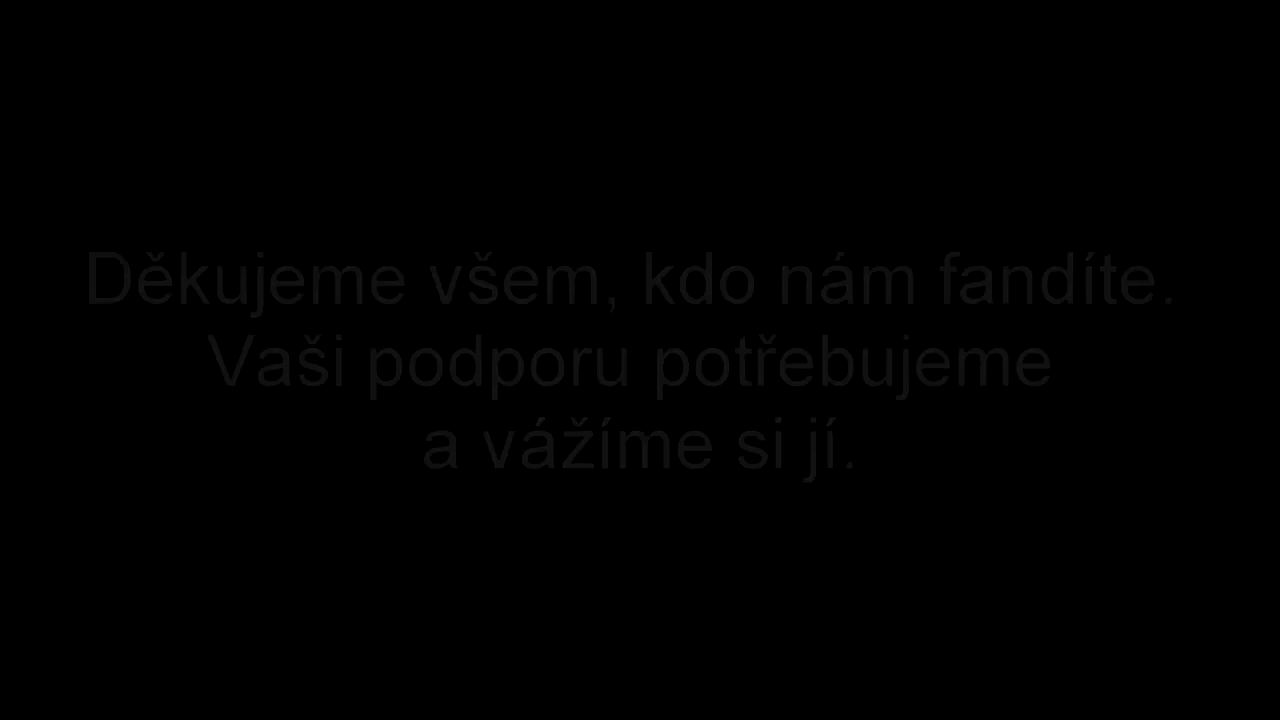 Děkujeme všem, kdo nám fandíte.
Vaši podporu potřebujeme
a vážíme si jí.